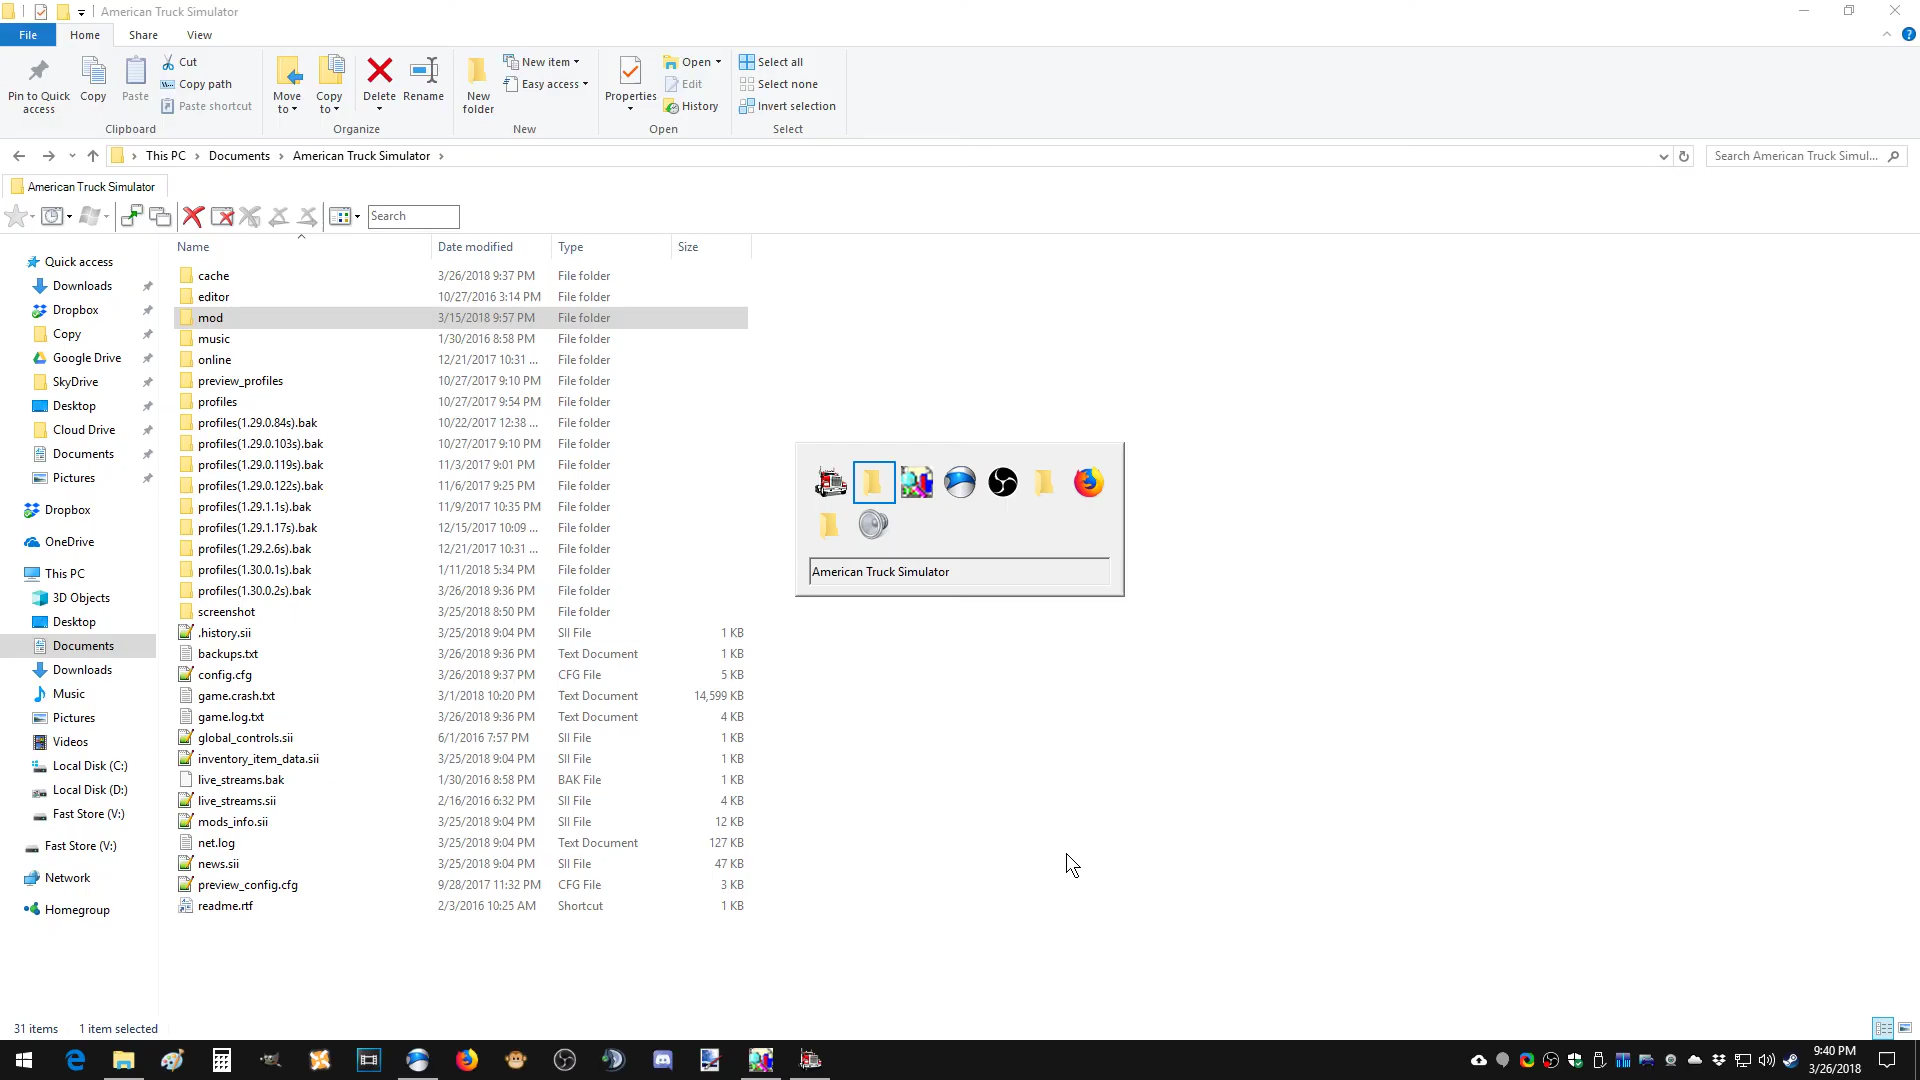 American Truck Simulator
File Home Share View
Pin to Quick access
Copy
Paste
Cut
Copy path
Paste shortcut
Clipboard
Move to
Copy to
Delete
Rename
Organize
New folder
New item
Easy access
New
Properties
Open
Edit
History
Open
Select all
Select none
Invert selection
Select
This PC > Documents > American Truck Simulator >
Search American Truck Simul...
American Truck Simulator
Search
Name Date modified Type Size
Quick access
Downloads
Dropbox
Copy
Google Drive
SkyDrive
Desktop
Cloud Drive
Documents
Pictures
Dropbox
OneDrive
This PC
3D Objects
Desktop
Documents
Downloads
Music
Pictures
Videos
Local Disk (C:)
Local Disk (D:)
Fast Store (V:)
Fast Store (V:)
Network
Homegroup
cache 3/26/2018 9:37 PM File folder
editor 10/27/2016 3:14 PM File folder
mod 3/15/2018 9:57 PM File folder
music 1/30/2016 8:58 PM File folder
online 12/21/2017 10:31 ... File folder
preview_profiles 10/27/2017 9:10 PM File folder
profiles 10/27/2017 9:54 PM File folder
profiles(1.29.0.84s).bak 10/22/2017 12:38 ... File folder
profiles(1.29.0.103s).bak 10/27/2017 9:10 PM File folder
profiles(1.29.0.119s).bak 11/3/2017 9:01 PM File folder
profiles(1.29.0.122s).bak 11/6/2017 9:25 PM File folder
profiles(1.29.1.1s).bak 11/9/2017 10:35 PM File folder
profiles(1.29.1.17s).bak 12/15/2017 10:09 ... File folder
profiles(1.29.2.6s).bak 12/21/2017 10:31 ... File folder
profiles(1.30.0.1s).bak 1/11/2018 5:34 PM File folder
profiles(1.30.0.2s).bak 3/26/2018 9:36 PM File folder
screenshot 3/25/2018 8:50 PM File folder
.history.sii 3/25/2018 9:04 PM SII File 1 KB
backups.txt 3/26/2018 9:36 PM Text Document 1 KB
config.cfg 3/26/2018 9:37 PM CFG File 5 KB
game.crash.txt 3/1/2018 10:20 PM Text Document 14,599 KB
game.log.txt 3/26/2018 9:36 PM Text Document 4 KB
global_controls.sii 6/1/2016 7:57 PM SII File 1 KB
inventory_item_data.sii 3/25/2018 9:04 PM SII File 1 KB
live_streams.bak 1/30/2016 8:58 PM BAK File 1 KB
live_streams.sii 2/16/2016 6:32 PM SII File 4 KB
mods_info.sii 3/25/2018 9:04 PM SII File 12 KB
net.log 3/25/2018 9:04 PM Text Document 127 KB
news.sii 3/25/2018 9:04 PM SII File 47 KB
preview_config.cfg 9/28/2017 11:32 PM CFG File 3 KB
readme.rtf 2/3/2016 10:25 AM Shortcut 1 KB
American Truck Simulator
31 items 1 item selected
9:40 PM
3/26/2018